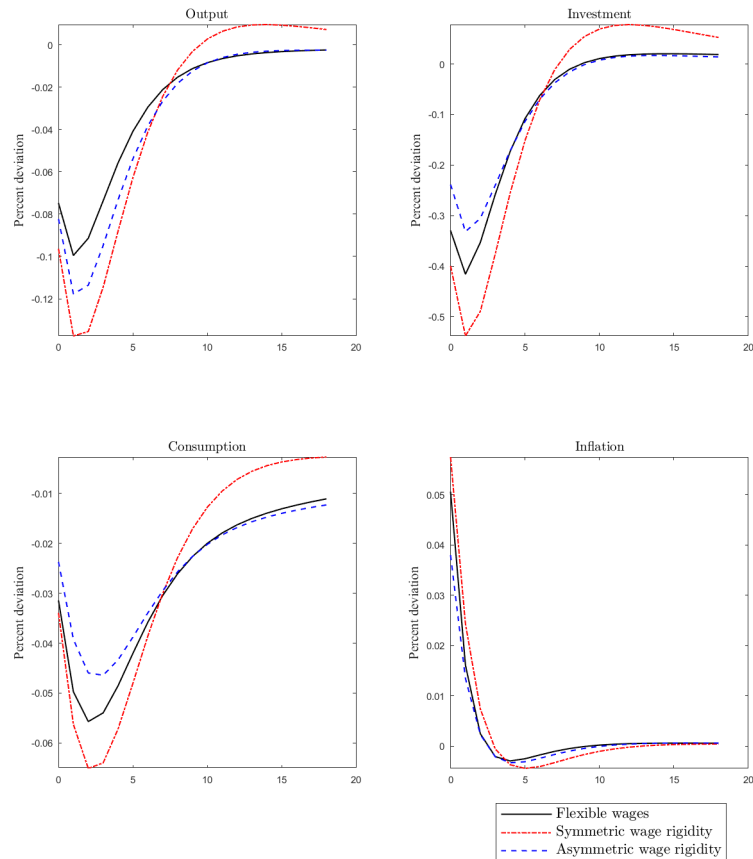 Output
Percent deviation
0
-0.02
-0.04
-0.06
-0.08
-0.1
-0.12
0 5 10 15 20
Investment
Percent deviation
0
-0.1
-0.2
-0.3
-0.4
-0.5
0 5 10 15 20
Consumption
Percent deviation
-0.01
-0.02
-0.03
-0.04
-0.05
-0.06
0 5 10 15 20
Inflation
Percent deviation
0.05
0.04
0.03
0.02
0.01
0
0 5 10 15 20
Flexible wages
Symmetric wage rigidity
Asymmetric wage rigidity